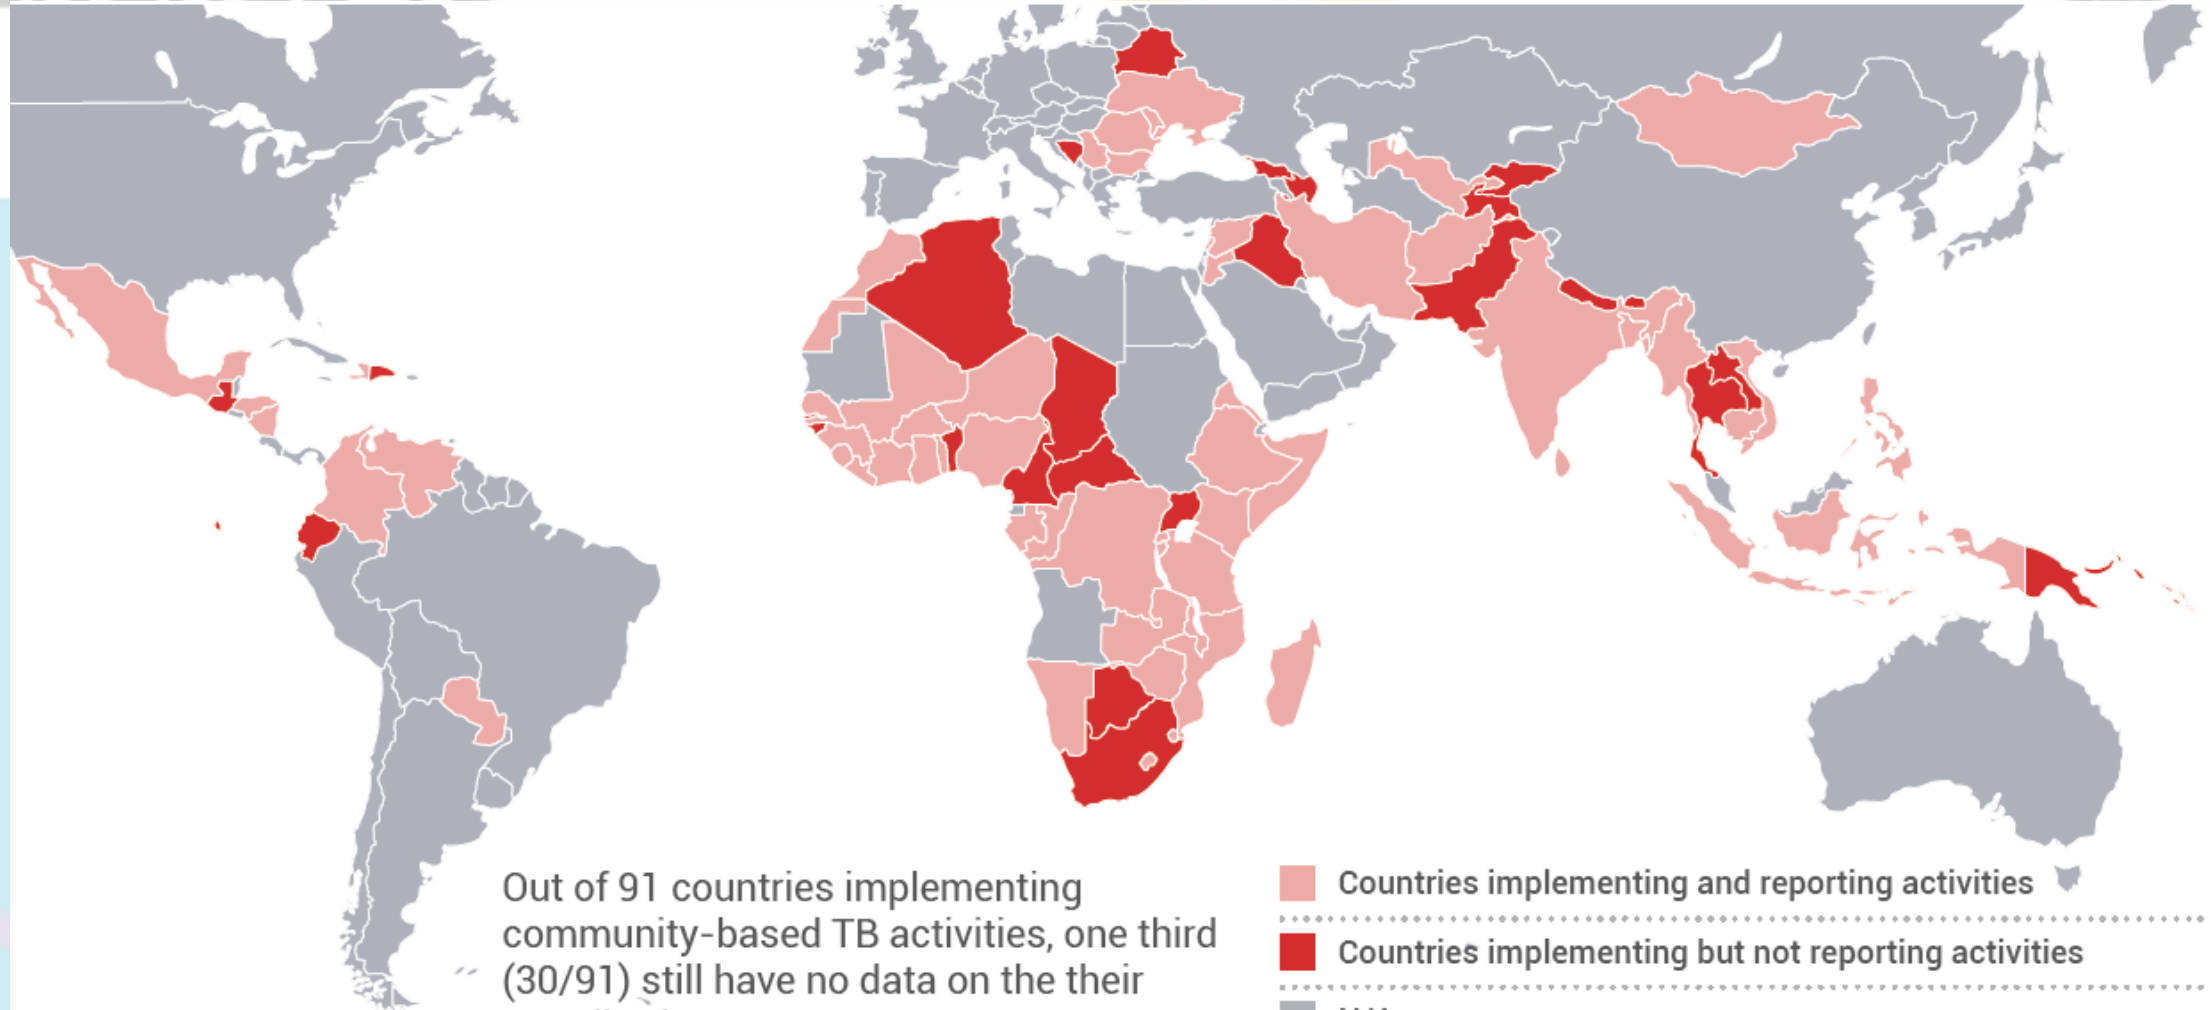 Out of 91 countries implementing
community-based TB activities, one third
(30/91) still have no data on the their
Countries implementing and reporting activities
Countries implementing but not reporting activities